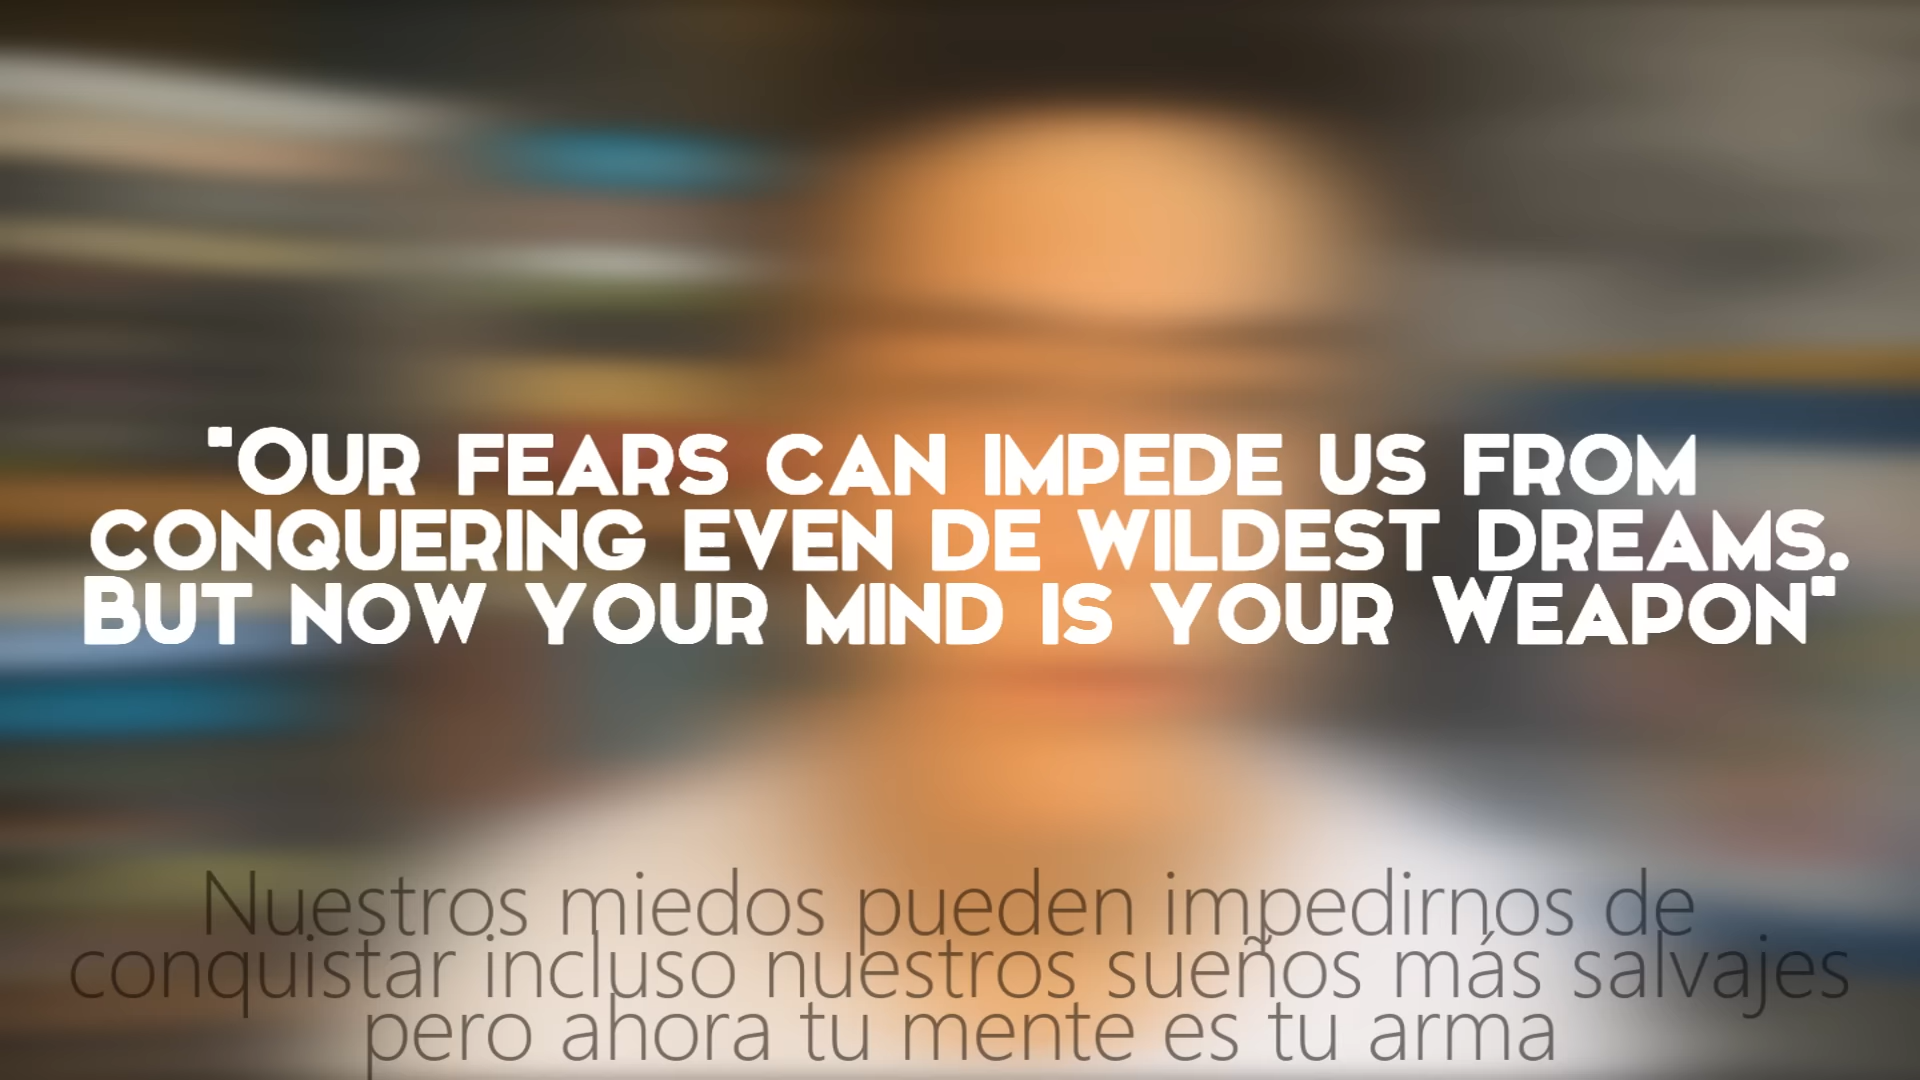 "Our fears can impede us from
conquering even de wildest dreams.
But now your mind is your Weapon"
Nuestros miedos pueden impedirnos de
conquistar incluso nuestros sueños más salvajes
pero ahora tu mente es tu arma